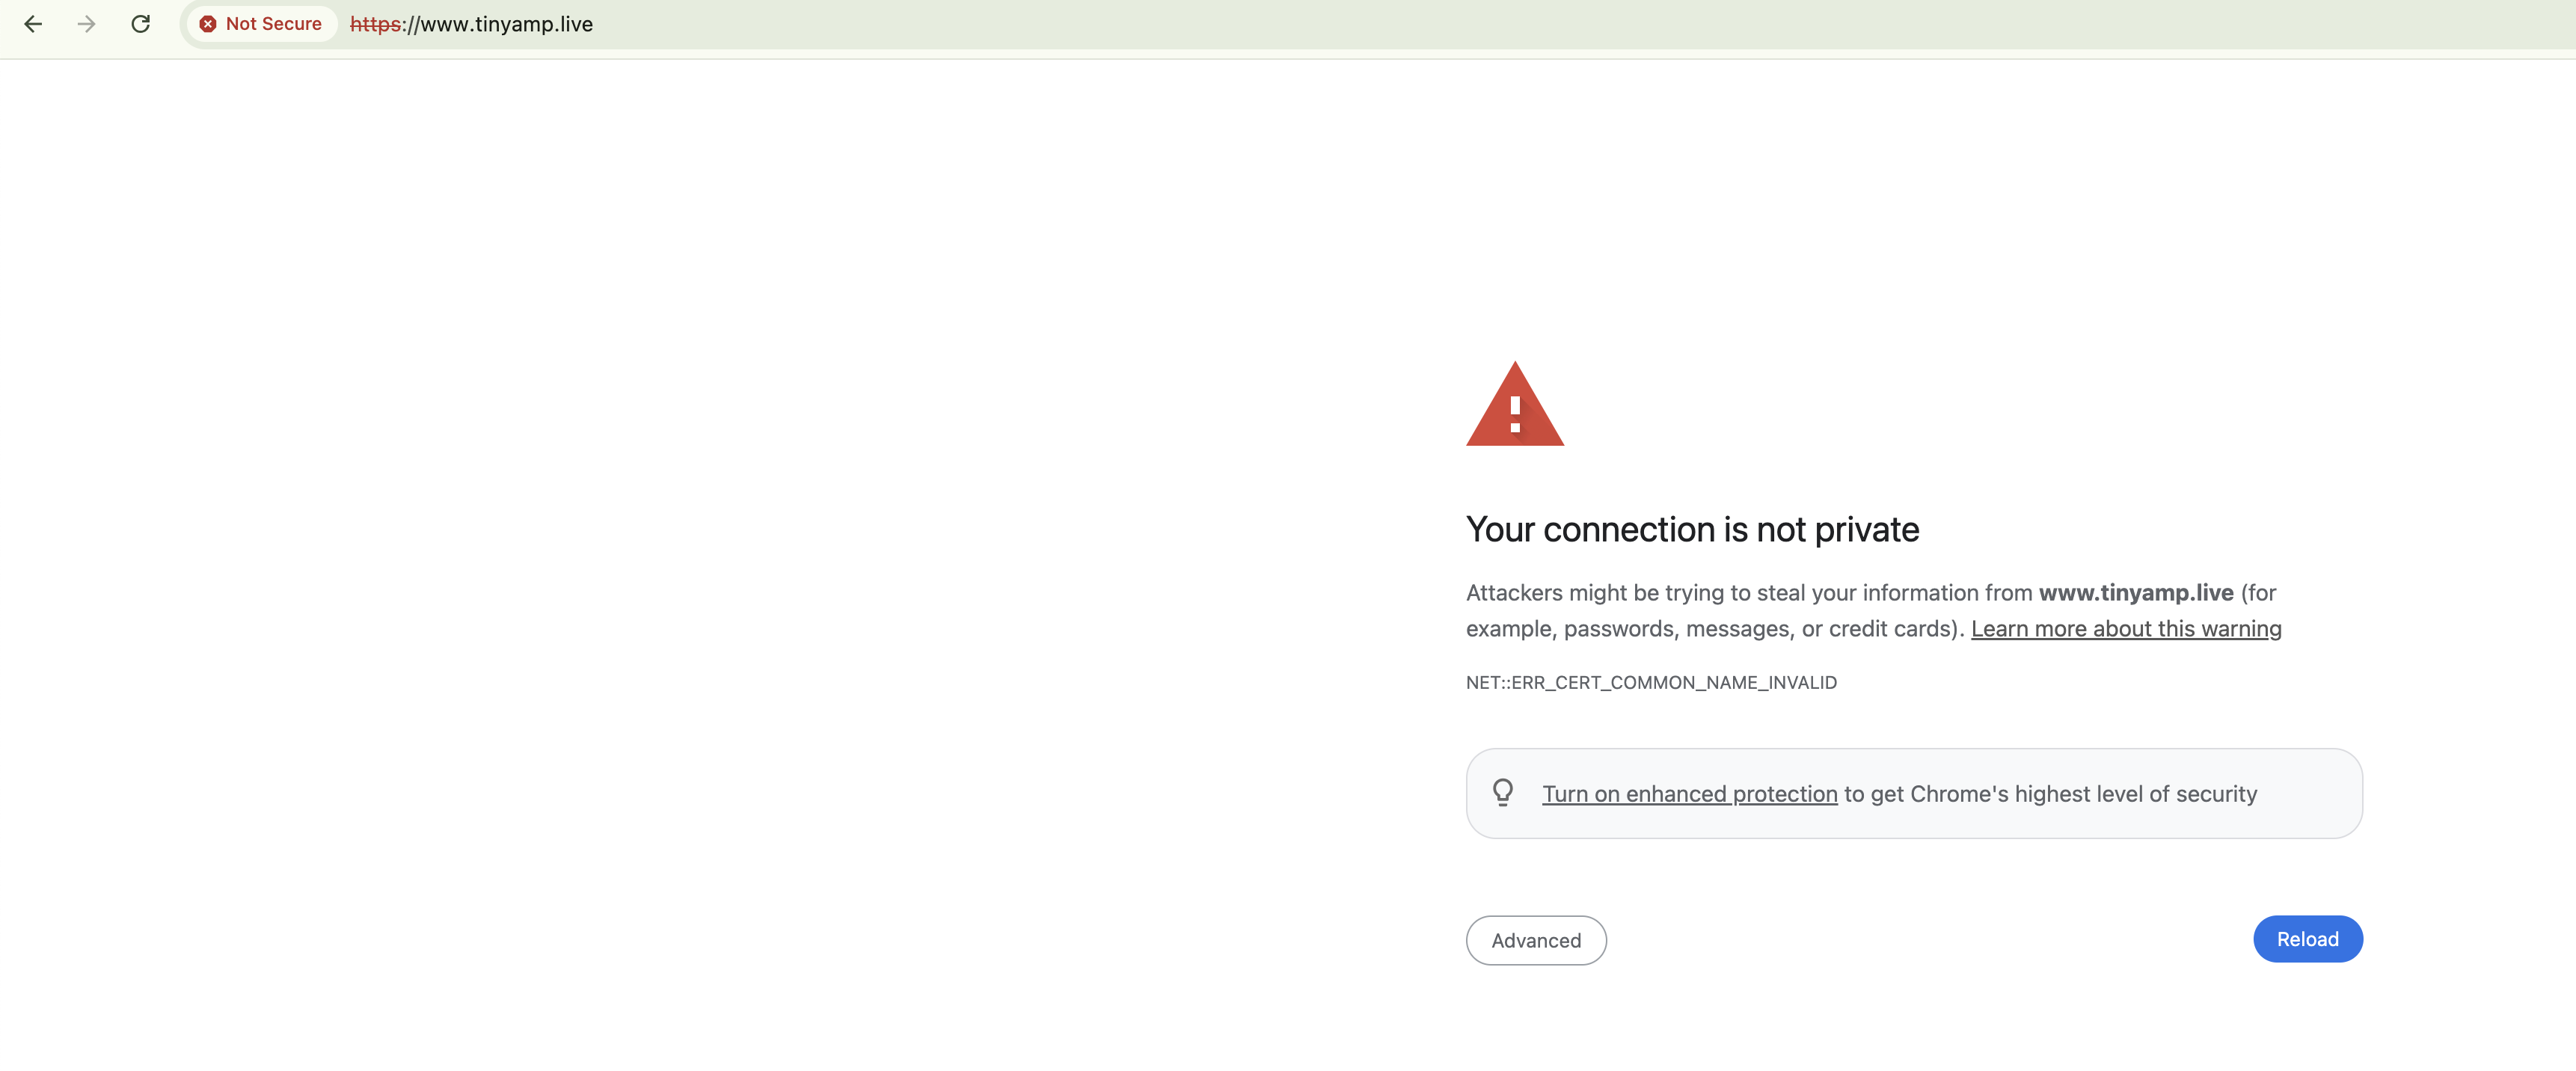 Not Secure https://www.tinyamp.live
Your connection is not private
Attackers might be trying to steal your information from www.tinyamp.live (for
example, passwords, messages, or credit cards). Learn more about this warning
NET::ERR_CERT_COMMON_NAME_INVALID
Turn on enhanced protection to get Chrome's highest level of security
Advanced
Reload